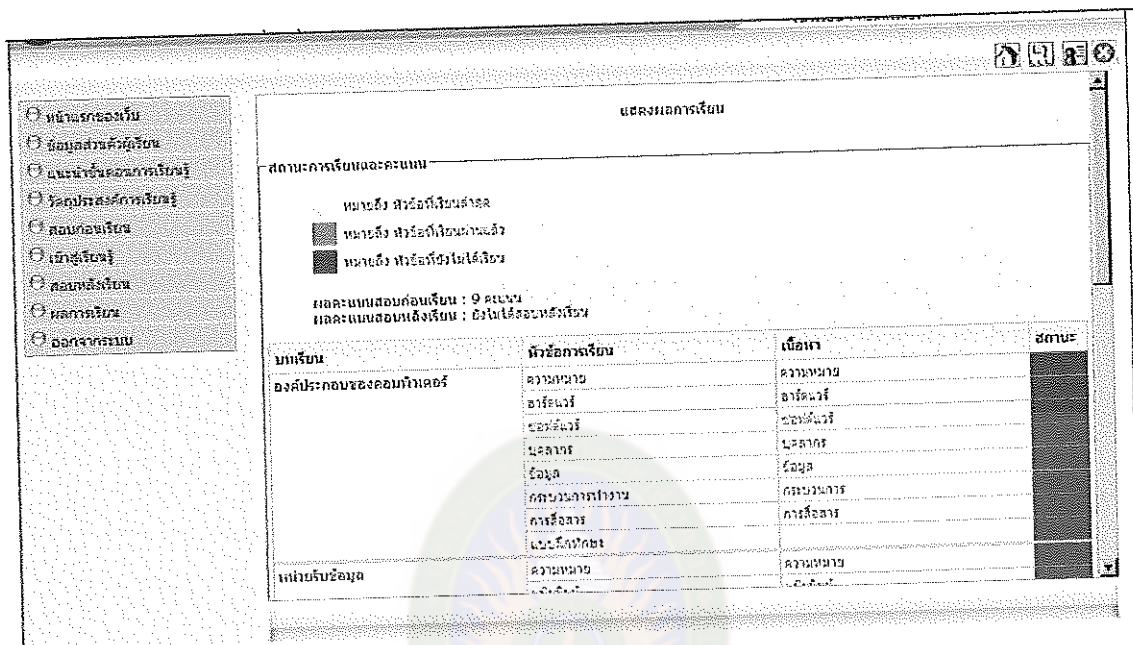 แสดงผลการเรียน
หน้าแรกของเว็บ
ข้อมูลส่วนตัวผู้เรียน
แนะนำขั้นตอนการเรียนรู้
วัตถุประสงค์การเรียนรู้
สอบก่อนเรียน
เข้าสู่เรียนรู้
สอบหลังเรียน
ผลการเรียน
ออกจากระบบ
สถานะการเรียนและคะแนน
หมายถึง หัวข้อที่เรียนล่าสุด
หมายถึง หัวข้อที่เรียนผ่านแล้ว
หมายถึง หัวข้อที่ยังไม่ได้เรียน
ผลคะแนนสอบก่อนเรียน : 9 คะแนน
ผลคะแนนสอบหลังเรียน : ยังไม่ได้สอบหลังเรียน
บทเรียน หัวข้อการเรียน เนื้อหา สถานะ
องค์ประกอบของคอมพิวเตอร์ ความหมาย ความหมาย
ฮาร์ดแวร์ ฮาร์ดแวร์
ซอฟต์แวร์ ซอฟต์แวร์
บุคลากร บุคลากร
ข้อมูล ข้อมูล
กระบวนการทำงาน กระบวนการ
การสื่อสาร การสื่อสาร
แบบฝึกทักษะ
หน่วยรับข้อมูล ความหมาย ความหมาย